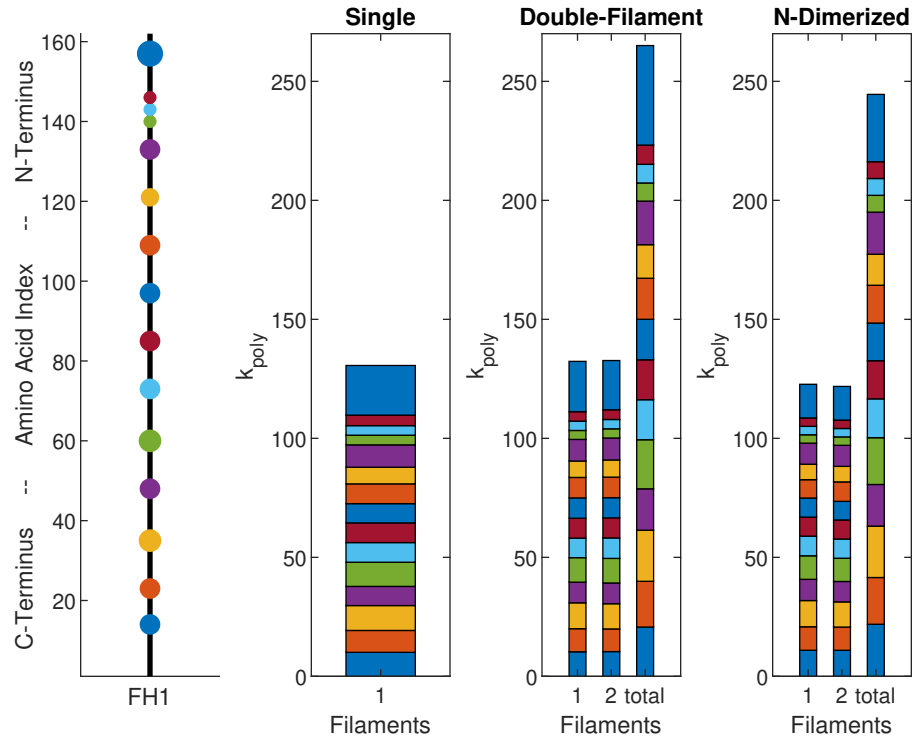 Single
Double-Filament
N-Dimerized
C-Terminus -- Amino Acid Index -- N-Terminus
160
140
120
100
80
60
40
20
FH1
k_poly
250
200
150
100
50
0
1
Filaments
k_poly
250
200
150
100
50
0
1 2 total
Filaments
k_poly
250
200
150
100
50
0
1 2 total
Filaments